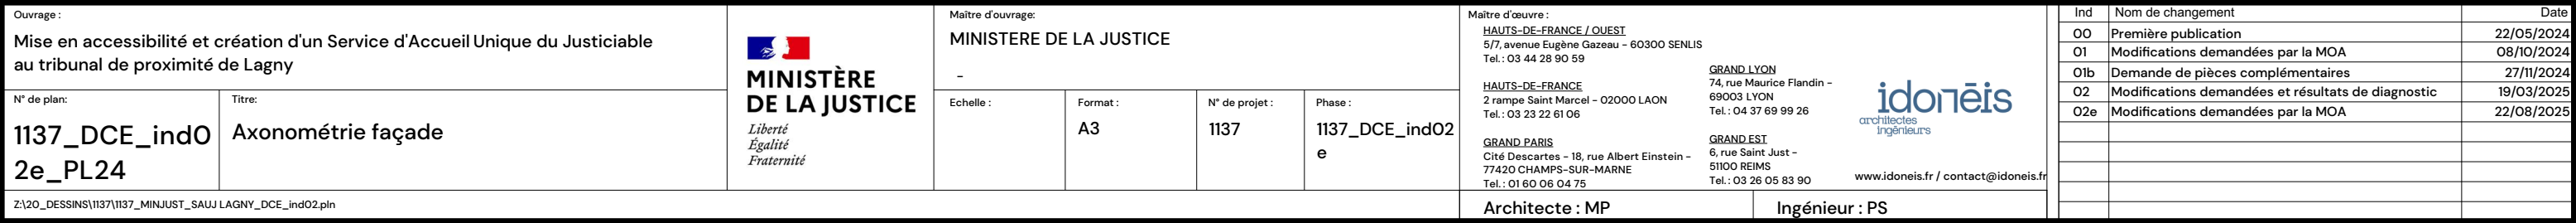 Ouvrage :
Mise en accessibilité et création d'un Service d'Accueil Unique du Justiciable
au tribunal de proximité de Lagny
N° de plan:
1137_DCE_ind0
2e_PL24
Titre:
Axonométrie façade
Z:\20_DESSINS\1137\1137_MINJUST_SAUJ LAGNY_DCE_ind02.pln
MINISTÈRE
DE LA JUSTICE
Liberté
Égalité
Fraternité
Maître d'ouvrage:
MINISTERE DE LA JUSTICE
-
Echelle :
Format :
A3
N° de projet :
1137
Phase :
1137_DCE_ind02
e
Maître d'œuvre :
HAUTS-DE-FRANCE / OUEST
5/7, avenue Eugène Gazeau - 60300 SENLIS
Tel. : 03 44 28 90 59
HAUTS-DE-FRANCE
2 rampe Saint Marcel - 02000 LAON
Tel. : 03 23 22 61 06
GRAND PARIS
Cité Descartes - 18, rue Albert Einstein -
77420 CHAMPS-SUR-MARNE
Tel. : 01 60 06 04 75
GRAND LYON
74, rue Maurice Flandin -
69003 LYON
Tel. : 04 37 69 99 26
GRAND EST
6, rue Saint Just -
51100 REIMS
Tel. : 03 26 05 83 90
idonēis
architectes
ingénieurs
www.idoneis.fr / contact@idoneis.fr
Architecte : MP
Ingénieur : PS
Ind Nom de changement Date
00 Première publication 22/05/2024
01 Modifications demandées par la MOA 08/10/2024
01b Demande de pièces complémentaires 27/11/2024
02 Modifications demandées et résultats de diagnostic 19/03/2025
02e Modifications demandées par la MOA 22/08/2025